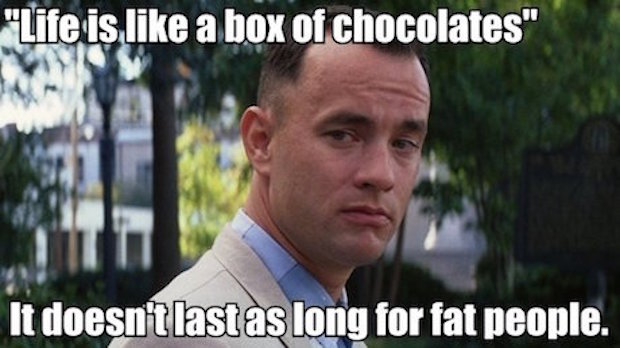 "Life is like a box of chocolates"
It doesn't last as long for fat people.